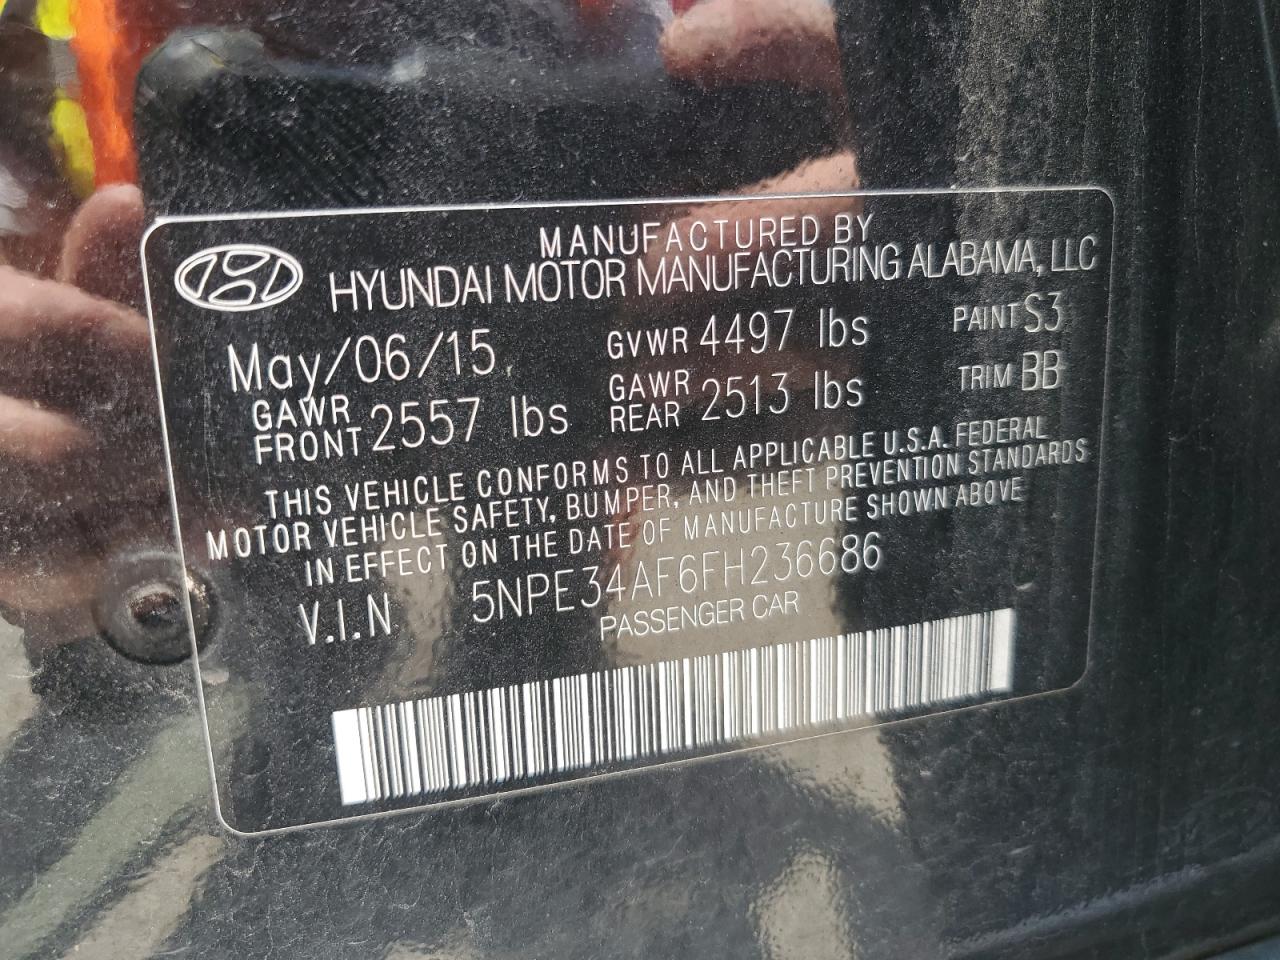 MANUFACTURED BY
HYUNDAI MOTOR MANUFACTURING ALABAMA, LLC
May/06/15 GVWR 4497 lbs PAINT S3
GAWR FRONT 2557 lbs GAWR REAR 2513 lbs TRIM BB
THIS VEHICLE CONFORMS TO ALL APPLICABLE U.S.A. FEDERAL
MOTOR VEHICLE SAFETY, BUMPER, AND THEFT PREVENTION STANDARDS
IN EFFECT ON THE DATE OF MANUFACTURE SHOWN ABOVE
V.I.N 5NPE34AF6FH236686
PASSENGER CAR